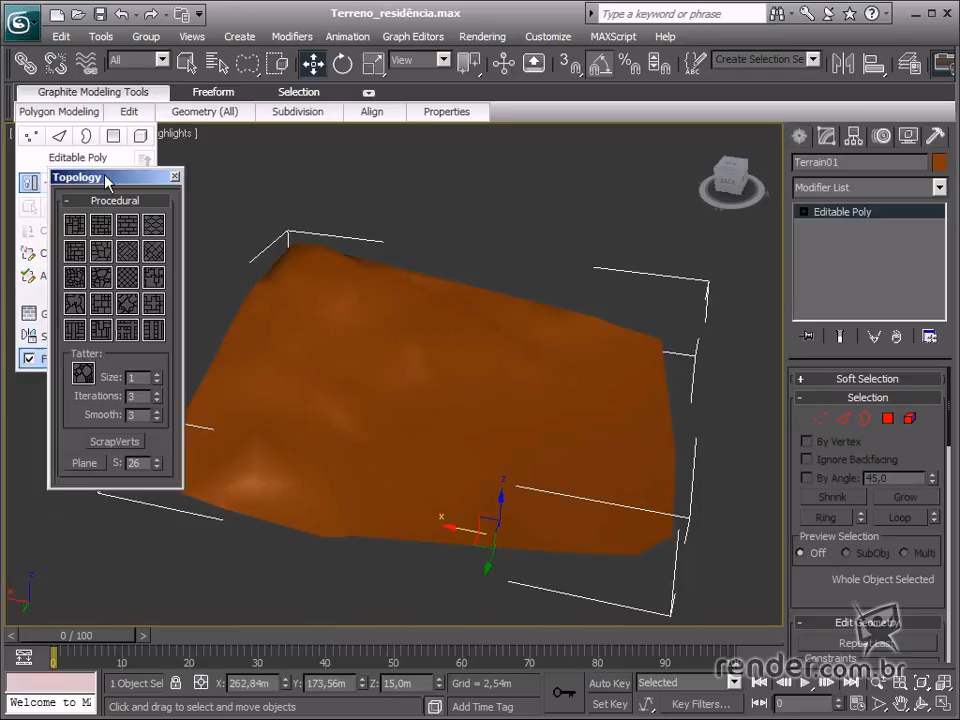 Terreno_residência.max
Type a keyword or phrase
Edit Tools Group Views Create Modifiers Animation Graph Editors Rendering Customize MAXScript Help
All
View
Create Selection Se
Graphite Modeling Tools Freeform Selection
Polygon Modeling Edit Geometry (All) Subdivision Align Properties
hlights ]
Editable Poly
Topology
Procedural
Tatter:
Size: 1
Iterations: 3
Smooth: 3
ScrapVerts
Plane S: 26
BACK
z
x
z
x
y
Terrain01
Modifier List
Editable Poly
+ Soft Selection
- Selection
By Vertex
Ignore Backfacing
By Angle: 45,0
Shrink Grow
Ring Loop
Preview Selection
Off SubObj Multi
Whole Object Selected
Edit Geometry
Repeat Last
Constraints
render.com.br
0 / 100
0 10 20 30 40 50 60 70 80 90
1 Object Sel X: 262,84m Y: 173,56m Z: 15,0m Grid = 2,54m Auto Key Selected
Welcome to M Click and drag to select and move objects Add Time Tag Set Key Key Filters... 0